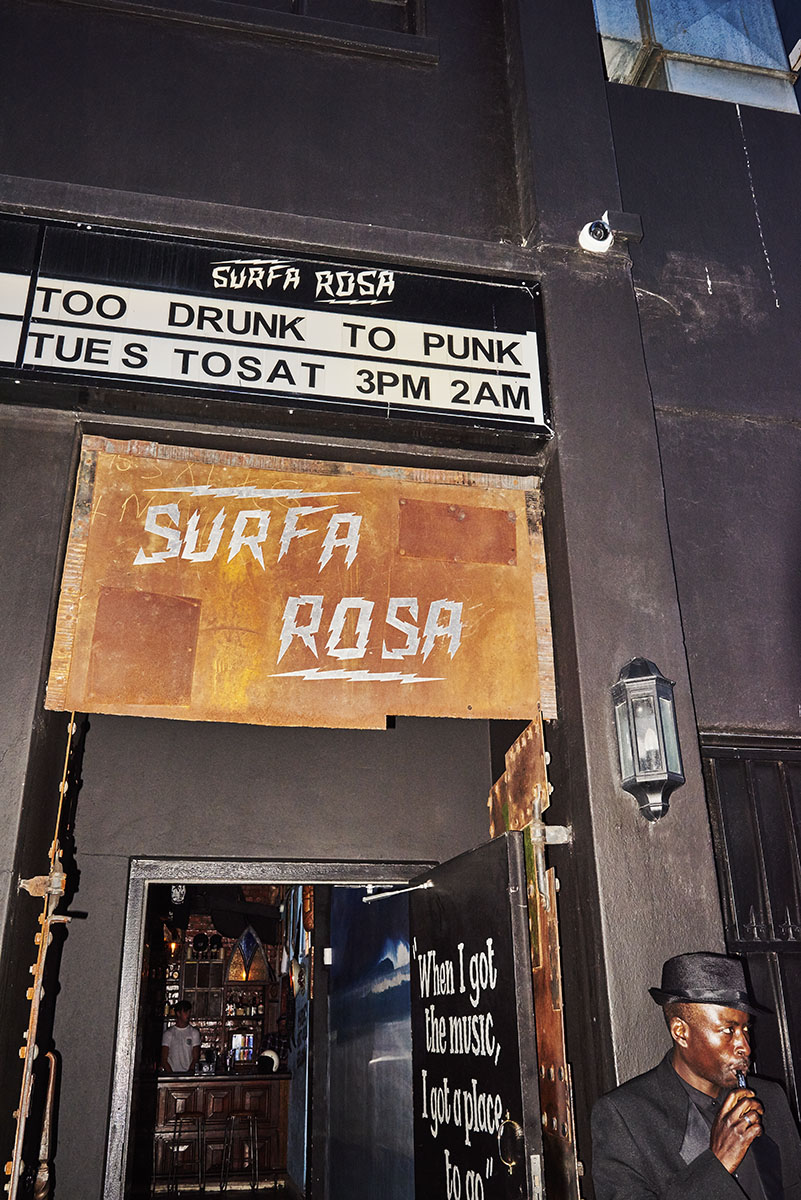 SURFA ROSA
TOO DRUNK TO PUNK
TUES TOSAT 3PM 2AM
SURFA
ROSA
"When I got
the music,
I got a place
to go"